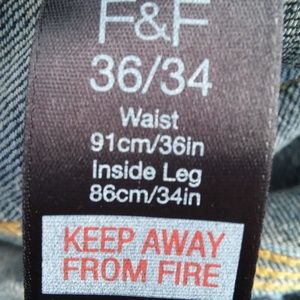 F&F
36/34
Waist
91cm/36in
Inside Leg
86cm/34in
KEEP AWAY
FROM FIRE